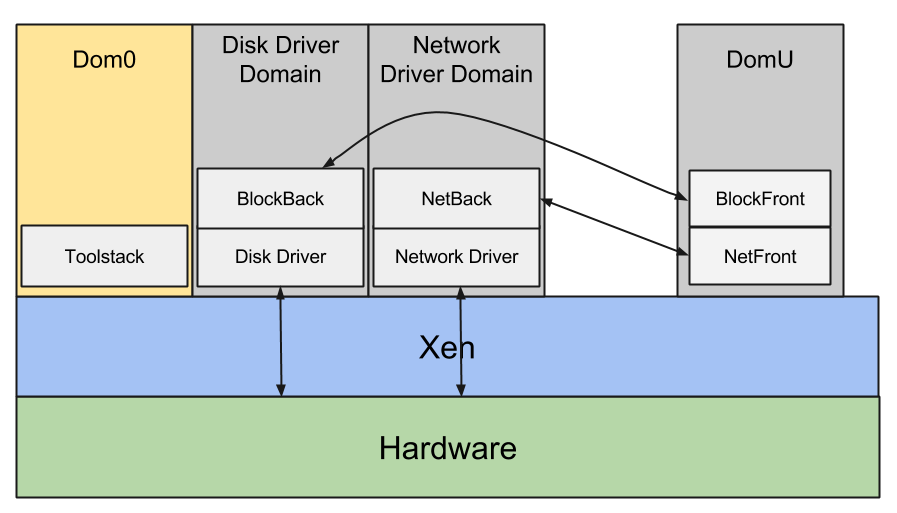 Dom0
Disk Driver
Domain
Network
Driver Domain
DomU
BlockBack
NetBack
BlockFront
Toolstack
Disk Driver
Network Driver
NetFront
Xen
Hardware